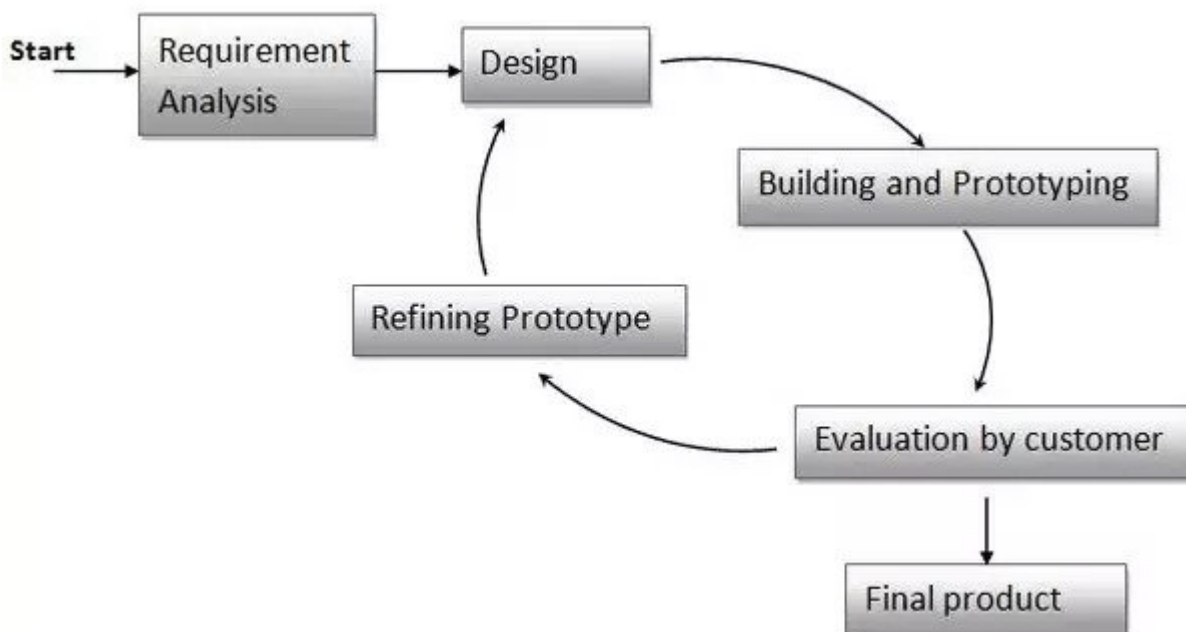 Start
Requirement
Analysis
Design
Building and Prototyping
Refining Prototype
Evaluation by customer
Final product